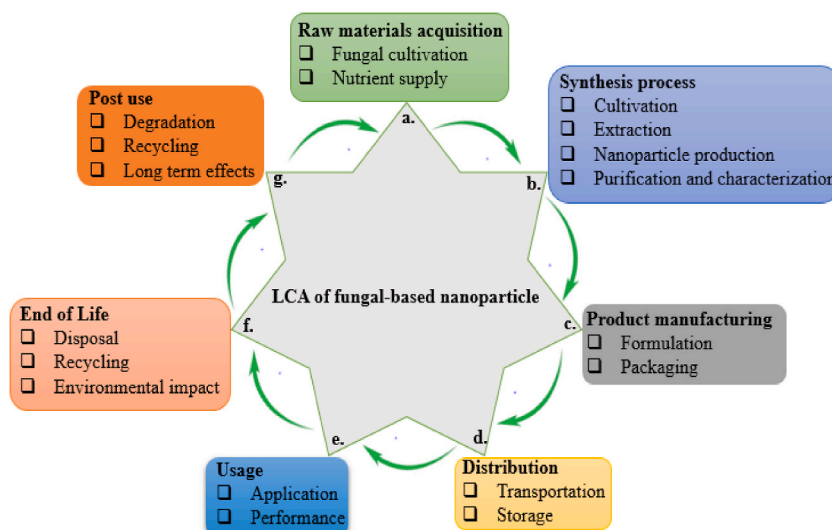 Raw materials acquisition
❑ Fungal cultivation
❑ Nutrient supply
a.
Synthesis process
❑ Cultivation
❑ Extraction
❑ Nanoparticle production
❑ Purification and characterization
b.
Product manufacturing
❑ Formulation
❑ Packaging
c.
Distribution
❑ Transportation
❑ Storage
d.
Usage
❑ Application
❑ Performance
e.
End of Life
❑ Disposal
❑ Recycling
❑ Environmental impact
f.
Post use
❑ Degradation
❑ Recycling
❑ Long term effects
g.
LCA of fungal-based nanoparticle